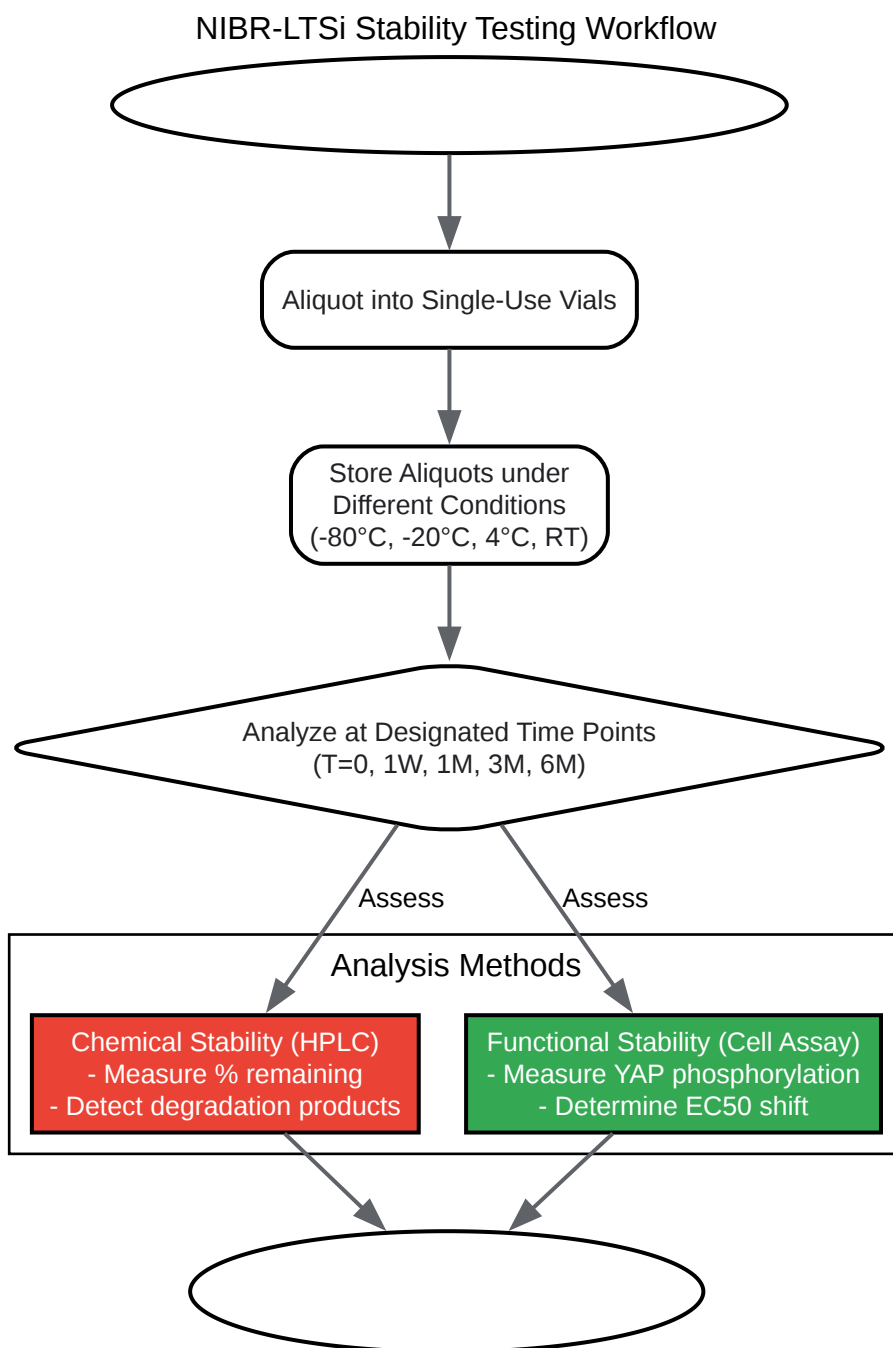 NIBR-LTSi Stability Testing Workflow
Aliquot into Single-Use Vials
Store Aliquots under
Different Conditions
(-80°C, -20°C, 4°C, RT)
Analyze at Designated Time Points
(T=0, 1W, 1M, 3M, 6M)
Assess
Assess
Analysis Methods
Chemical Stability (HPLC)
- Measure % remaining
- Detect degradation products
Functional Stability (Cell Assay)
- Measure YAP phosphorylation
- Determine EC50 shift